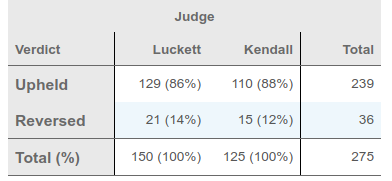 Judge
Verdict Luckett Kendall Total
Upheld 129 (86%) 110 (88%) 239
Reversed 21 (14%) 15 (12%) 36
Total (%) 150 (100%) 125 (100%) 275